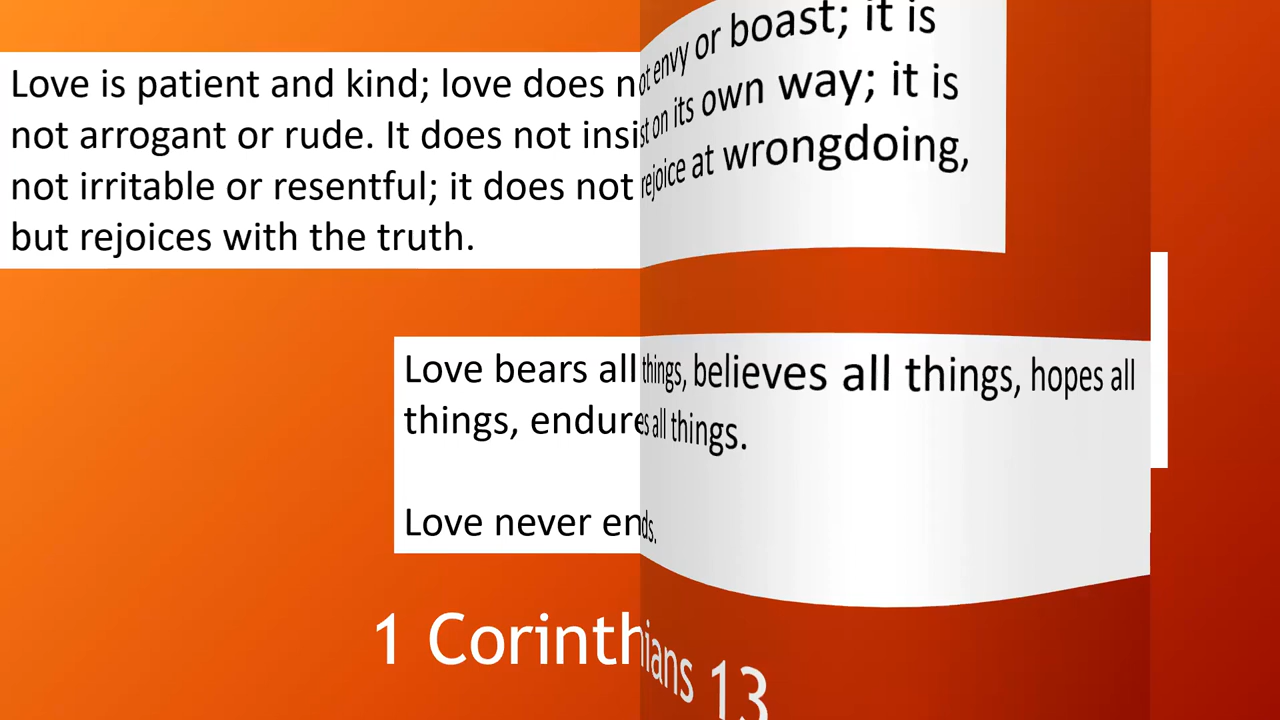 Love is patient and kind; love does not envy or boast; it is
not arrogant or rude. It does not insist on its own way; it is
not irritable or resentful; it does not rejoice at wrongdoing,
but rejoices with the truth.
Love bears all things, believes all things, hopes all
things, endures all things.
Love never ends.
1 Corinthians 13